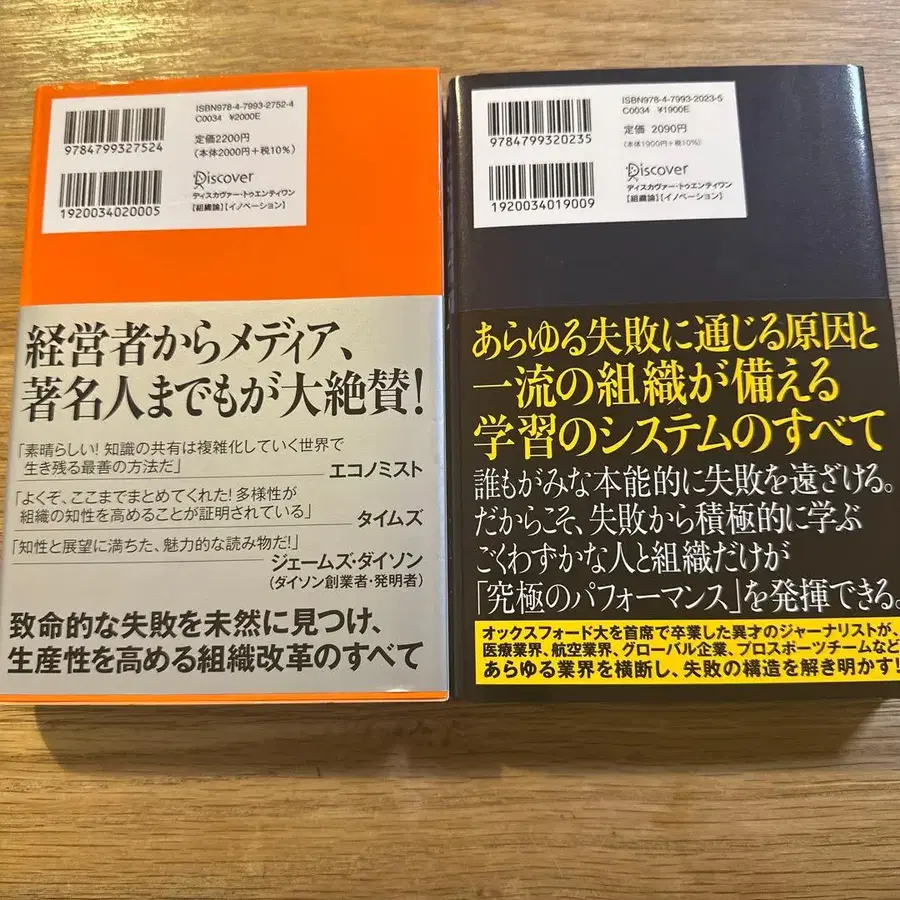 ISBN978-4-7993-2752-4
C0034 ¥2000E
9784799327524
定価2200円
(本体2000円+税10%)
Discover
ディスカヴァー・トゥエンティワン
1920034020005
【組織論】【イノベーション】
経営者からメディア、
著名人までもが大絶賛!
「素晴らしい! 知識の共有は複雑化していく世界で
生き残る最善の方法だ」
エコノミスト
「よくぞ、ここまでまとめてくれた! 多様性が
組織の知性を高めることが証明されている」
タイムズ
「知性と展望に満ちた、魅力的な読み物だ!」
ジェームズ・ダイソン
(ダイソン創業者・発明者)
致命的な失敗を未然に見つけ、
生産性を高める組織改革のすべて
ISBN978-4-7993-2023-5
C0034 ¥1900E
9784799320235
定価 2090円
(本体1900円+税10%)
Discover
ディスカヴァー・トゥエンティワン
1920034019009
【組織論】【イノベーション】
あらゆる失敗に通じる原因と
一流の組織が備える
学習のシステムのすべて
誰もがみな本能的に失敗を遠ざける。
だからこそ、失敗から積極的に学ぶ
ごくわずかな人と組織だけが
「究極のパフォーマンス」を発揮できる。
オックスフォード大を首席で卒業した異才のジャーナリストが、
医療業界、航空業界、グローバル企業、プロスポーツチームなど
あらゆる業界を横断し、失敗の構造を解き明かす!